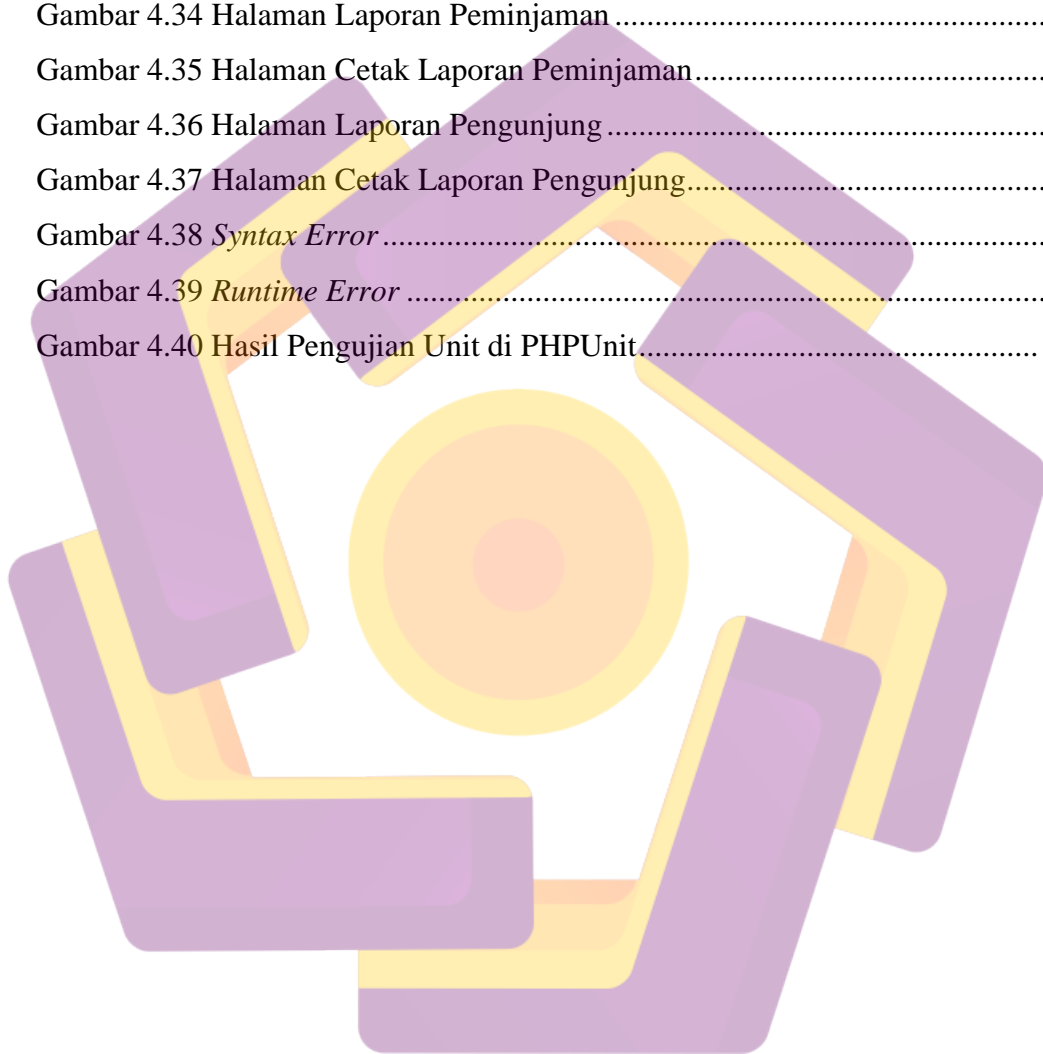 Gambar 4.34 Halaman Laporan Peminjaman ......................................................
Gambar 4.35 Halaman Cetak Laporan Peminjaman............................................
Gambar 4.36 Halaman Laporan Pengunjung .......................................................
Gambar 4.37 Halaman Cetak Laporan Pengunjung.............................................
Gambar 4.38 Syntax Error ...................................................................................
Gambar 4.39 Runtime Error ................................................................................
Gambar 4.40 Hasil Pengujian Unit di PHPUnit..................................................